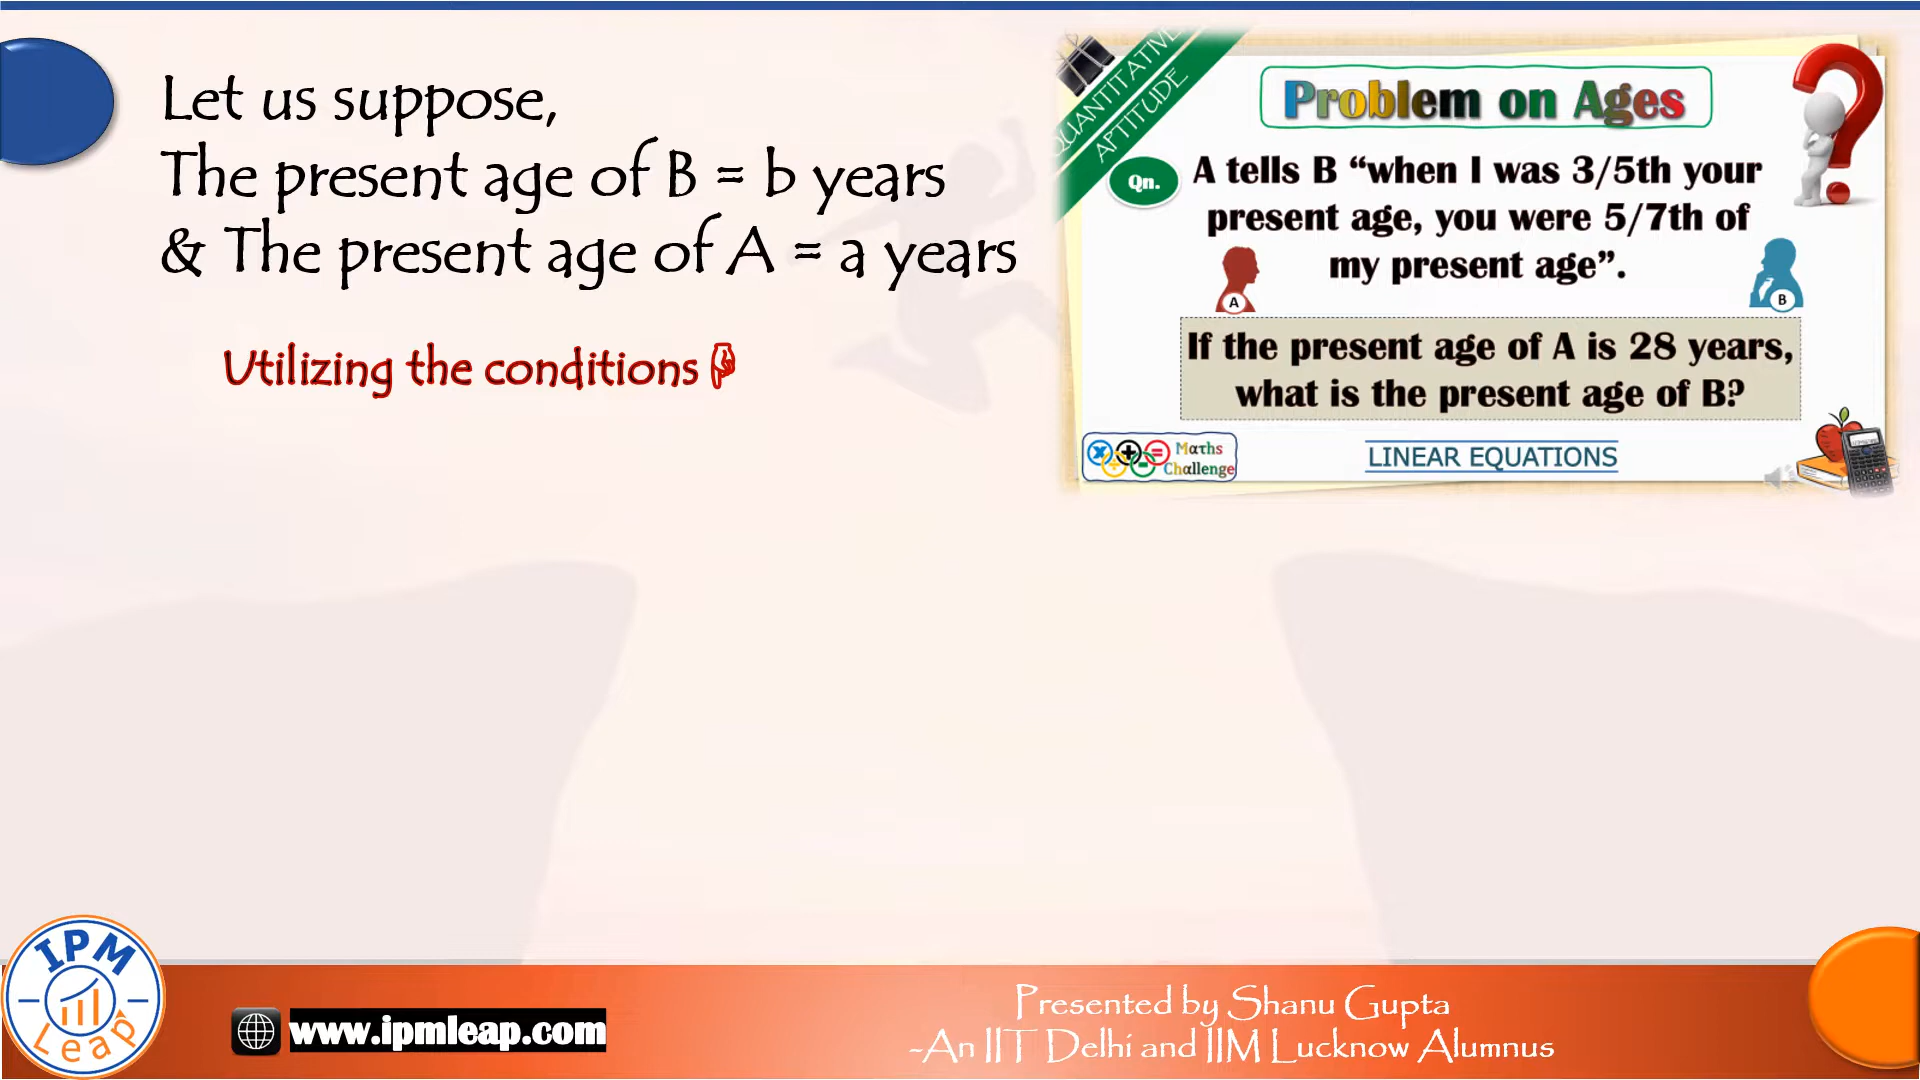 Let us suppose,
The present age of B = b years
& The present age of A = a years
Utilizing the conditions
QUANTITATIVE
APTITUDE
Problem on Ages
Qn.
A tells B “when I was 3/5th your
present age, you were 5/7th of
my present age”.
A
B
If the present age of A is 28 years,
what is the present age of B?
Maths
Challenge
LINEAR EQUATIONS
IPM
Leap
www.ipmleap.com
Presented by Shanu Gupta
-An IIT Delhi and IIM Lucknow Alumnus